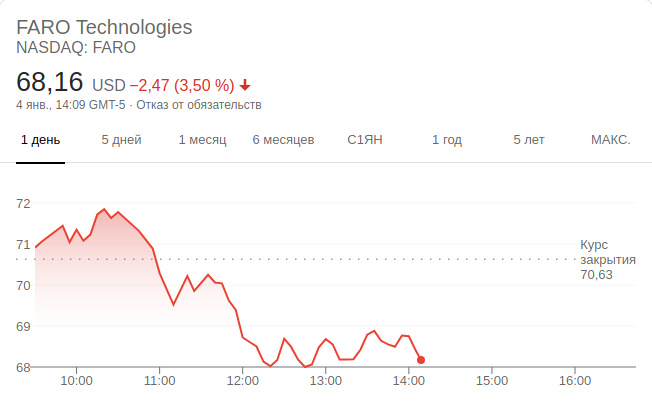 FARO Technologies
NASDAQ: FARO
68,16 USD −2,47 (3,50 %)
4 янв., 14:09 GMT-5 · Отказ от обязательств
1 день 5 дней 1 месяц 6 месяцев С1ЯН 1 год 5 лет МАКС.
72
71
70
69
68
Курс
закрытия
70,63
10:00 11:00 12:00 13:00 14:00 15:00 16:00